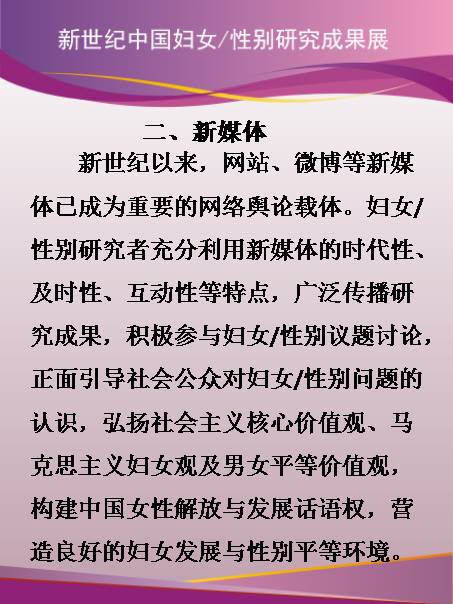 新世纪中国妇女/性别研究成果展
二、新媒体
新世纪以来，网站、微博等新媒
体已成为重要的网络舆论载体。妇女/
性别研究者充分利用新媒体的时代性、
及时性、互动性等特点，广泛传播研
究成果，积极参与妇女/性别议题讨论，
正面引导社会公众对妇女/性别问题的
认识，弘扬社会主义核心价值观、马
克思主义妇女观及男女平等价值观，
构建中国女性解放与发展话语权，营
造良好的妇女发展与性别平等环境。